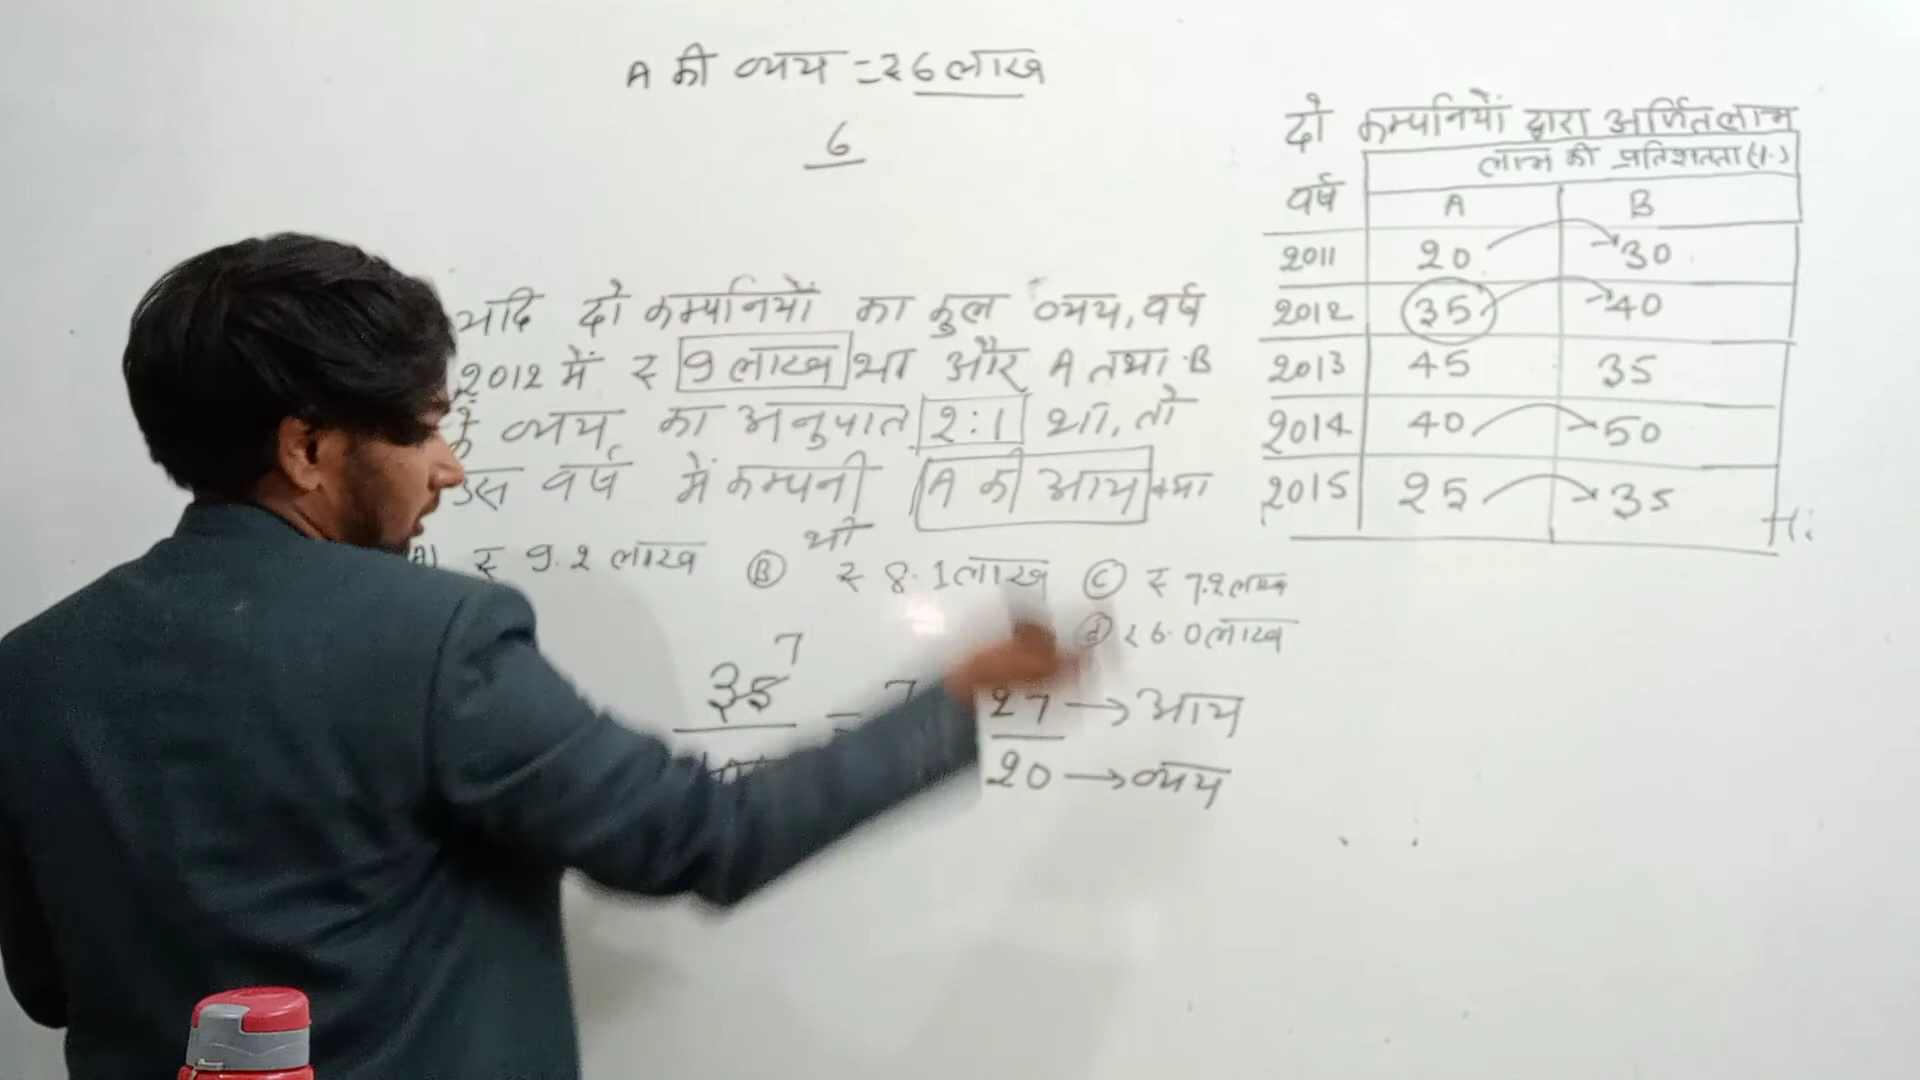 A की व्यय = ₹6 लाख
6
यदि दो कम्पनियों का कुल व्यय, वर्ष
2012 में ₹ 9 लाख था और A तथा B
के व्यय का अनुपात 2:1 था, तो
उस वर्ष में कम्पनी A की आय क्या
थी
A) ₹ 9.2 लाख B ₹ 8.1 लाख C ₹ 7.2 लाख
d ₹ 6.0 लाख
35 7
= 7
27 → आय
20 → व्यय
दो कम्पनियों द्वारा अर्जित लाभ
लाभ की प्रतिशतता (%)
वर्ष A B
2011 20 30
2012 35 40
2013 45 35
2014 40 50
2015 25 35